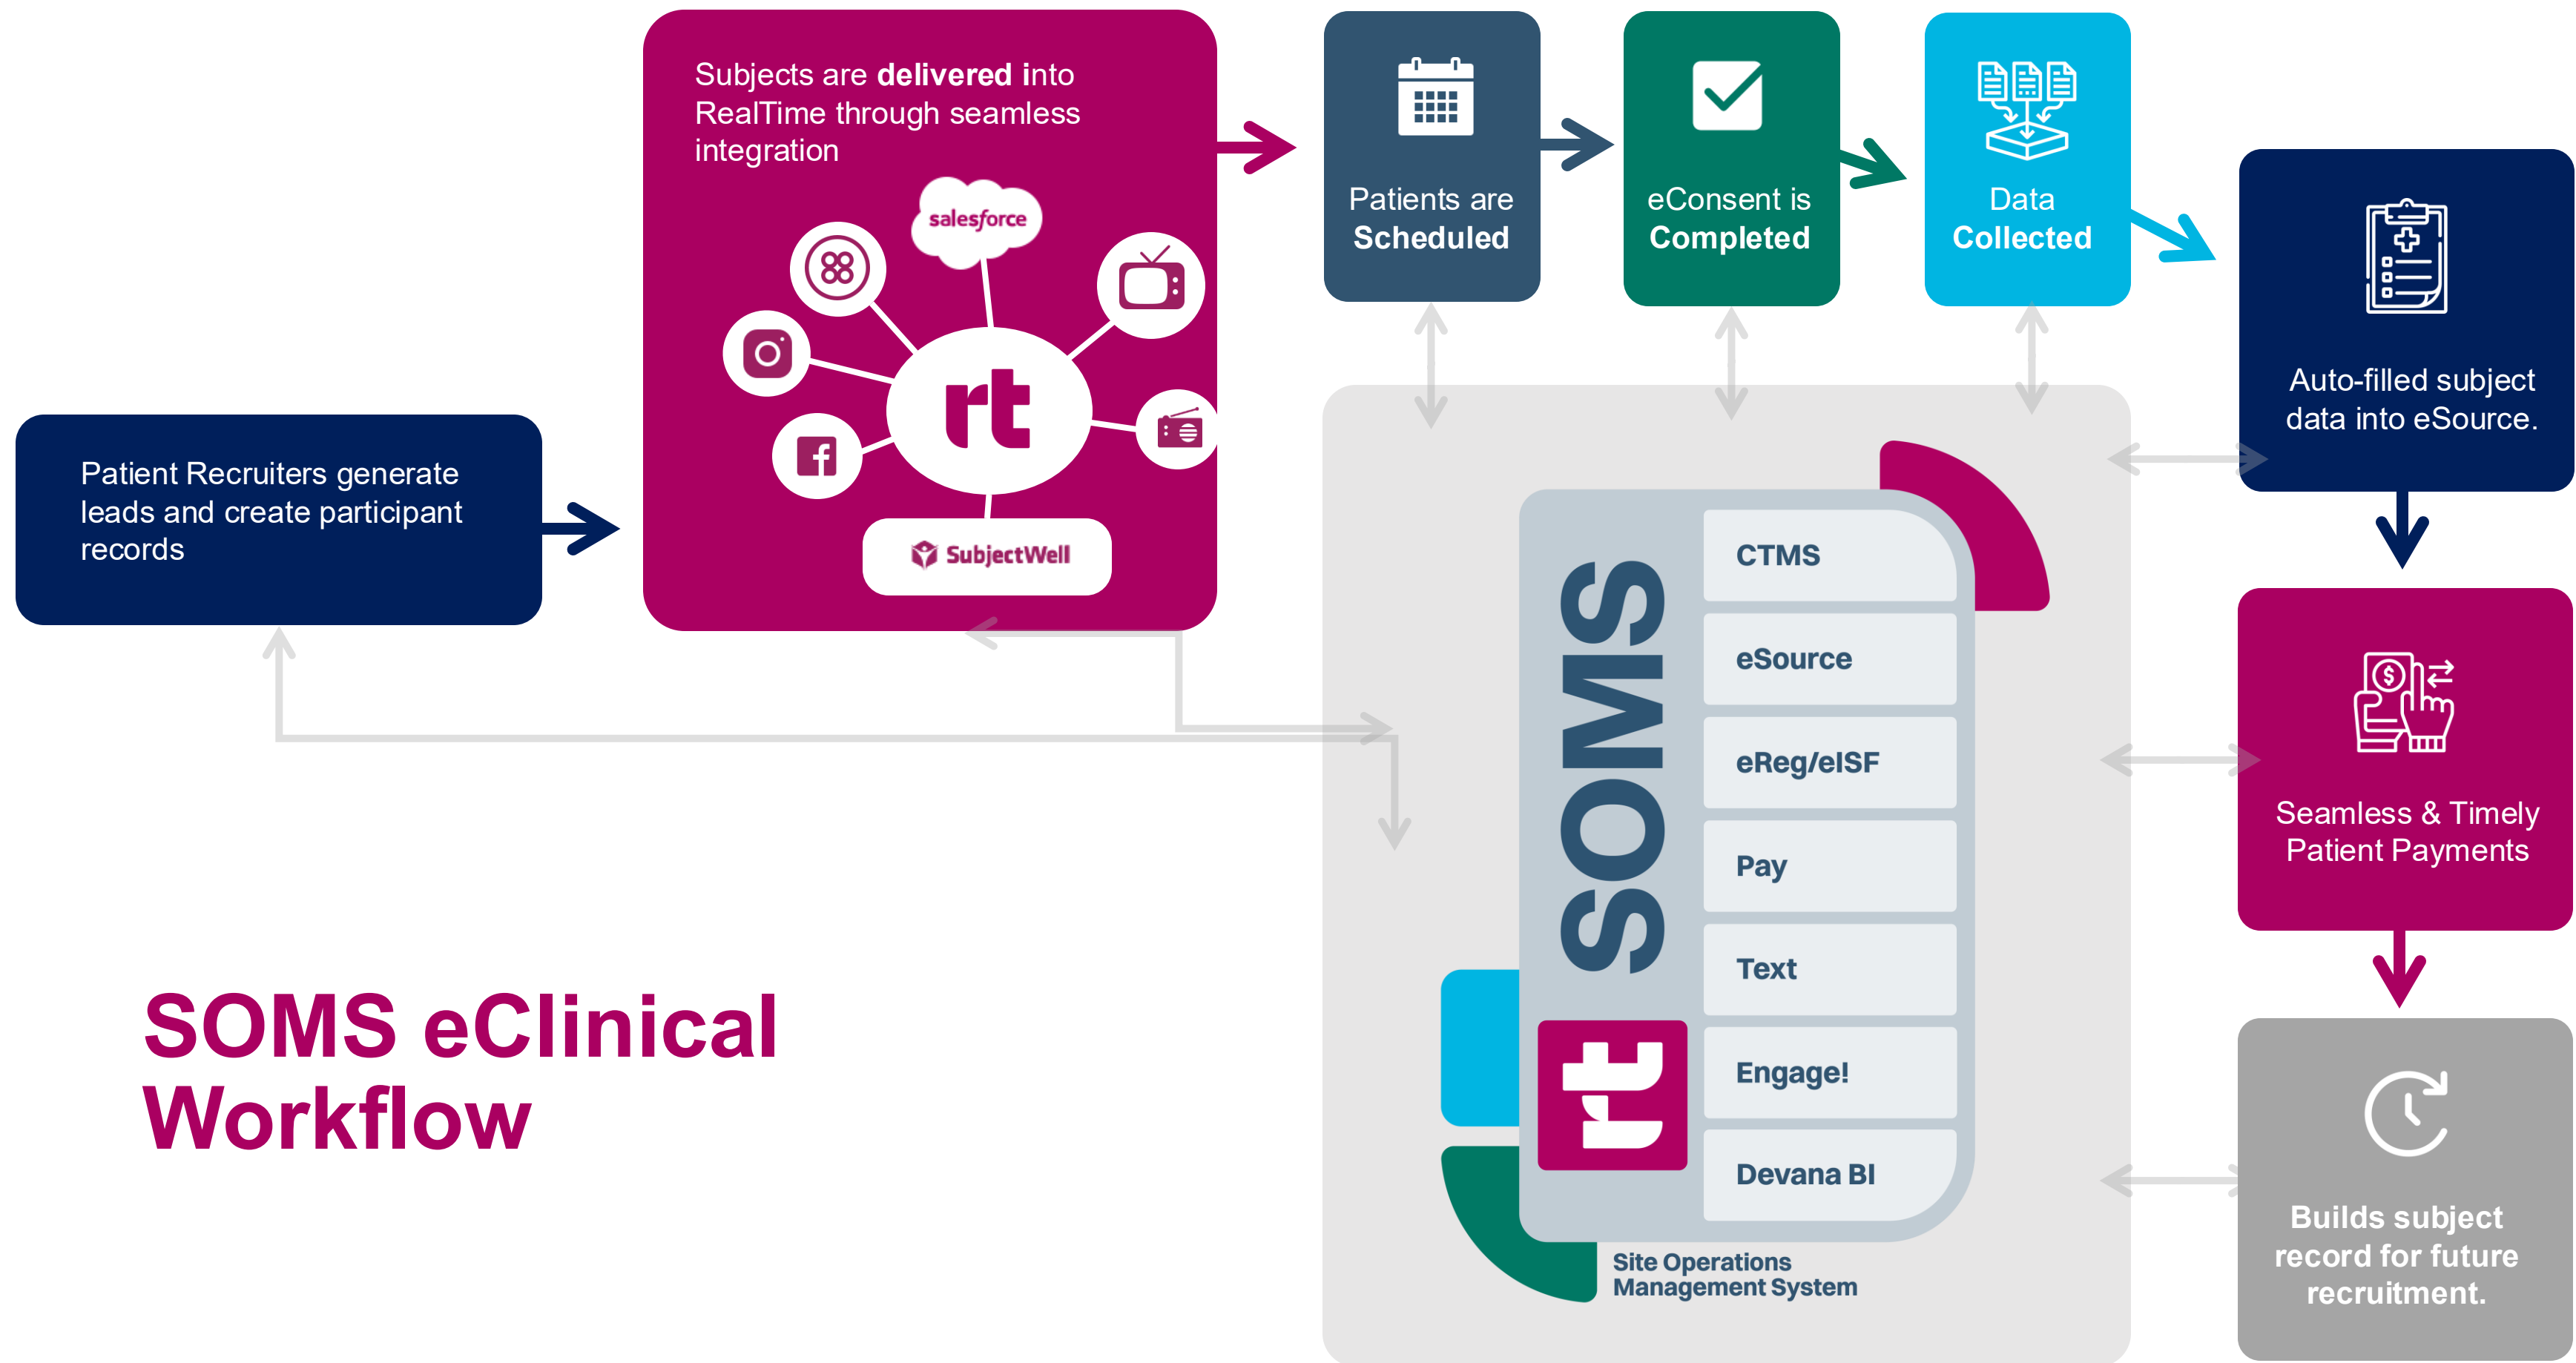 Subjects are delivered into
RealTime through seamless
integration
salesforce
rt
SubjectWell
Patient Recruiters generate
leads and create participant
records
Patients are
Scheduled
eConsent is
Completed
Data
Collected
Auto-filled subject
data into eSource.
Seamless & Timely
Patient Payments
Builds subject
record for future
recruitment.
SOMS
rt
CTMS
eSource
eReg/eISF
Pay
Text
Engage!
Devana BI
Site Operations
Management System
SOMS eClinical
Workflow